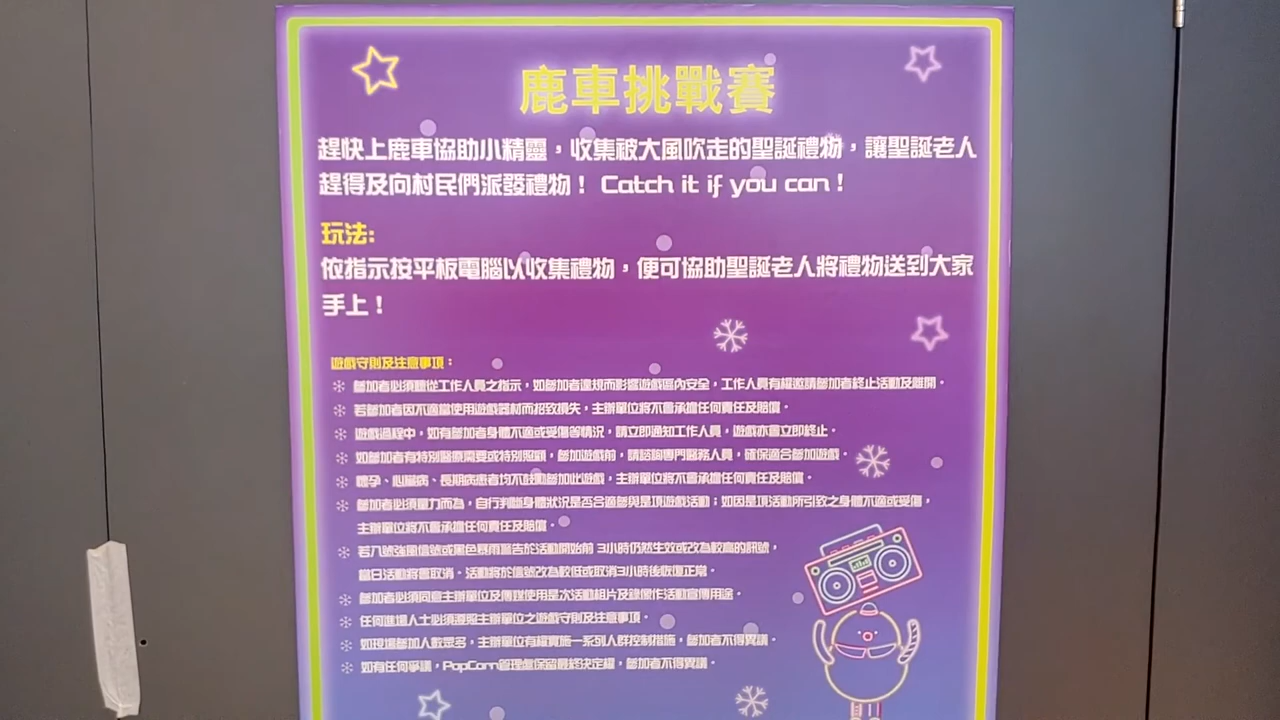 鹿車挑戰賽
趕快上鹿車協助小精靈，收集被大風吹走的聖誕禮物，讓聖誕老人
趕得及向村民們派發禮物！ Catch it if you can！
玩法:
依指示按平板電腦以收集禮物，便可協助聖誕老人將禮物送到大家
手上！
遊戲守則及注意事項：
參加者必須聽從工作人員之指示，如參加者違規而影響遊戲區內安全，工作人員有權邀請參加者終止活動及離開。
若參加者因不適當使用遊戲器材而招致損失，主辦單位將不會承擔任何責任及賠償。
遊戲過程中，如有參加者身體不適或受傷等情況，請立即通知工作人員，遊戲亦會立即終止。
如參加者有特別醫療需要或特別照顧，參加遊戲前，請諮詢專門醫務人員，確保適合參加遊戲。
懷孕、心臟病、長期病患者均不鼓勵參加此遊戲，主辦單位將不會承擔任何責任及賠償。
參加者必須量力而為，自行判斷身體狀況是否合適參與是項遊戲活動；如因是項活動所引致之身體不適或受傷，
主辦單位將不會承擔任何責任及賠償。
若八號強風信號或黑色暴雨警告於活動開始前 3小時仍然生效或改為較高的訊號，
當日活動將會取消。活動將於信號改為較低或取消3小時後恢復正常。
參加者必須同意主辦單位及傳媒使用是次活動相片及錄像作活動宣傳用途。
任何進場人士必須遵照主辦單位之遊戲守則及注意事項。
如現場參加人數眾多，主辦單位有權實施一系列人群控制措施，參加者不得異議。
如有任何爭議，PopCorn管理處保留最終決定權，參加者不得異議。